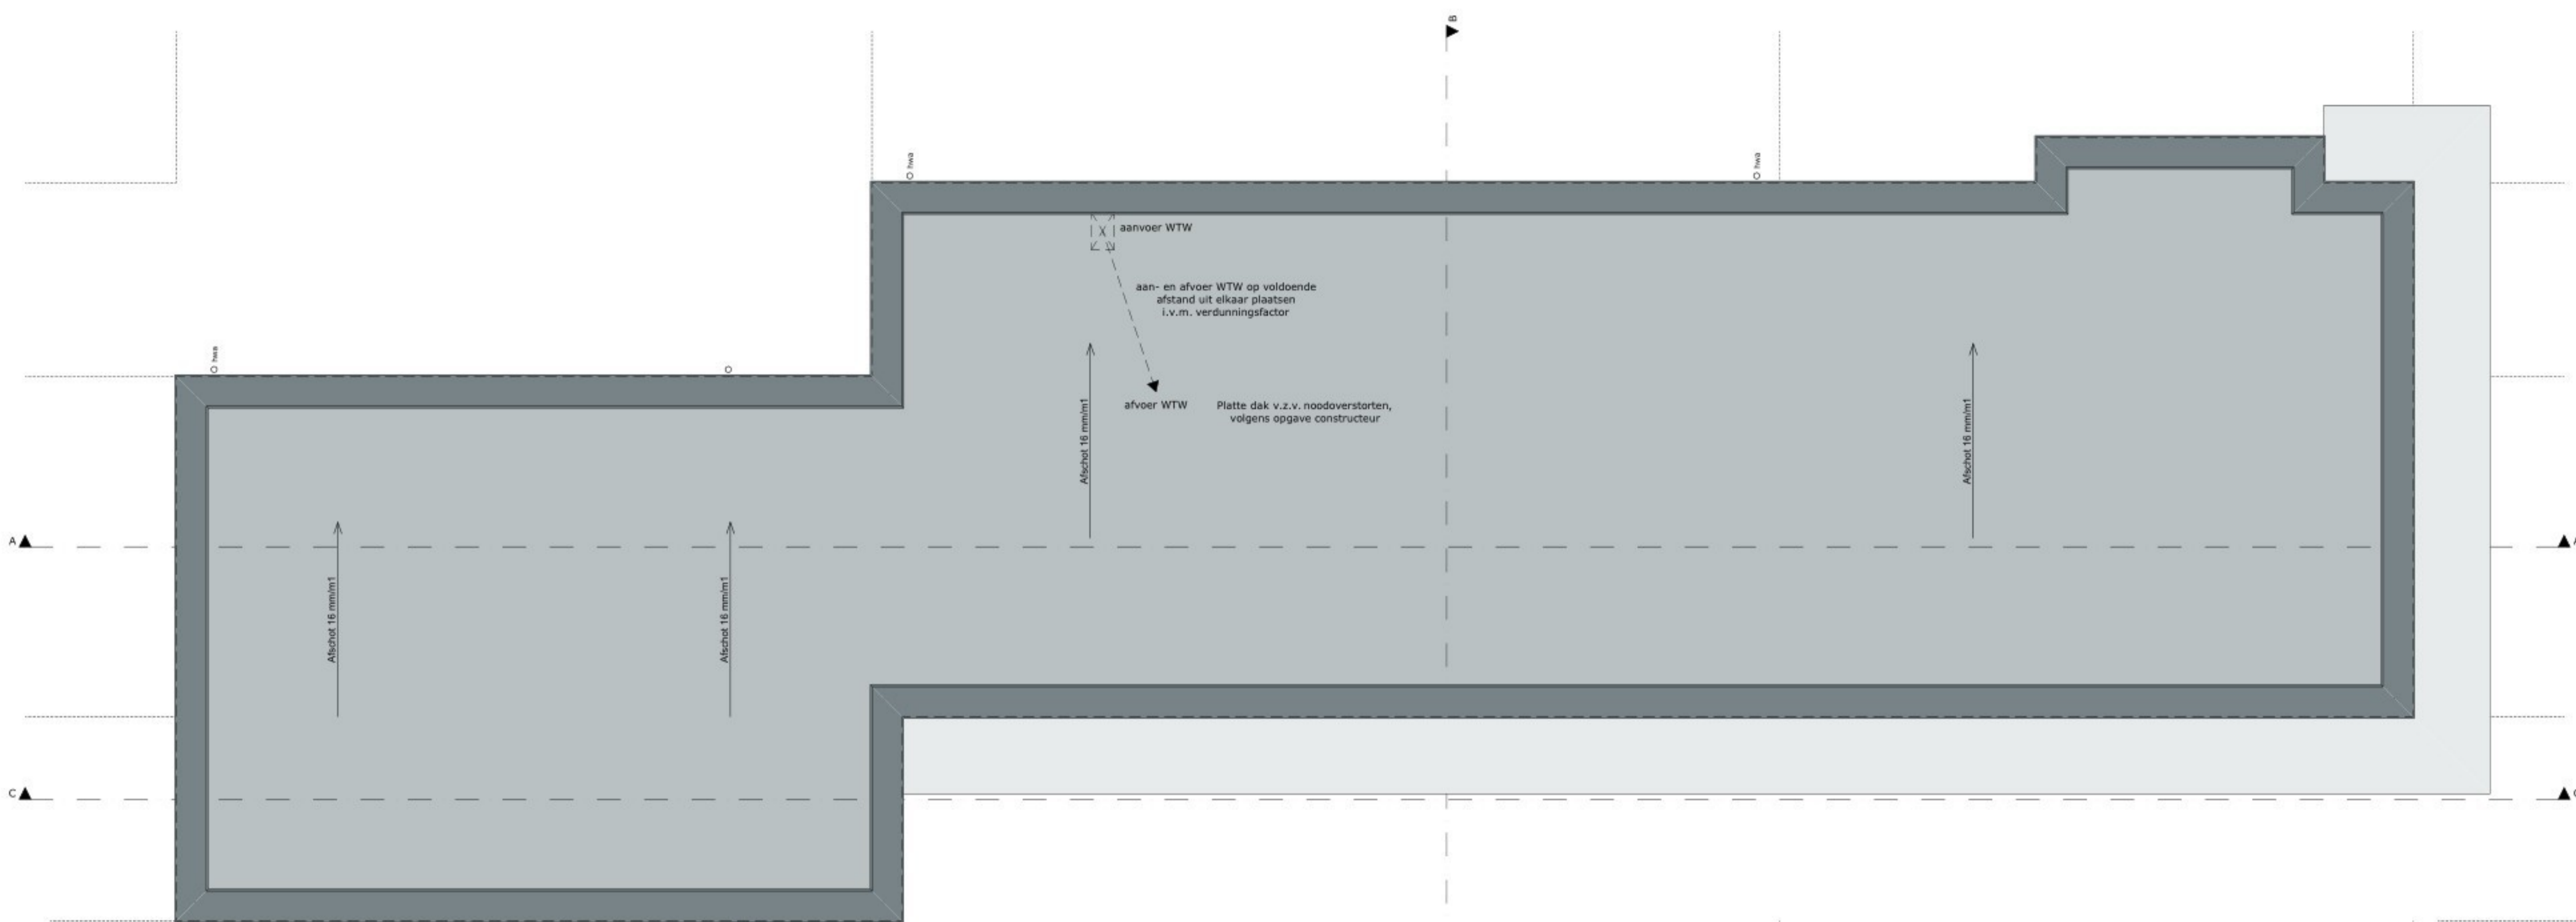 B
O hwa
O hwa
aanvoer WTW
aan- en afvoer WTW op voldoende
afstand uit elkaar plaatsen
i.v.m. verdunningsfactor
O hwa
O
afvoer WTW
Platte dak v.z.v. noodoverstorten,
volgens opgave constructeur
Afschot 16 mm/m1
Afschot 16 mm/m1
A
Afschot 16 mm/m1
Afschot 16 mm/m1
C